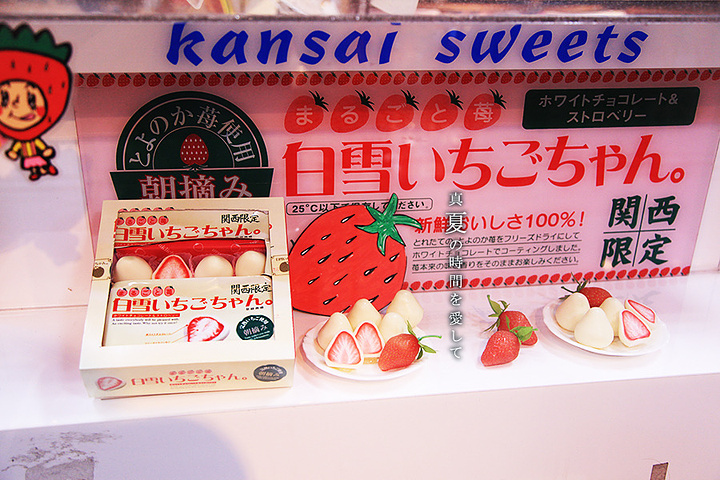 kansai sweets
まるごと苺
ホワイトチョコレート&
ストロベリー
とよのか苺使用
朝摘み
白雪いちごちゃん。
25℃以下で保存してください。
新鮮おいしさ100%!
とれたてのとよのか苺をフリーズドライにして
ホワイトチョコレートでコーティングしました。
苺本来の味と香りをそのままお楽しみください。
関西
限定
真夏の時間を愛して
関西限定
白雪いちごちゃん。
白雪いちごちゃん。
朝摘み
白雪いちごちゃん。